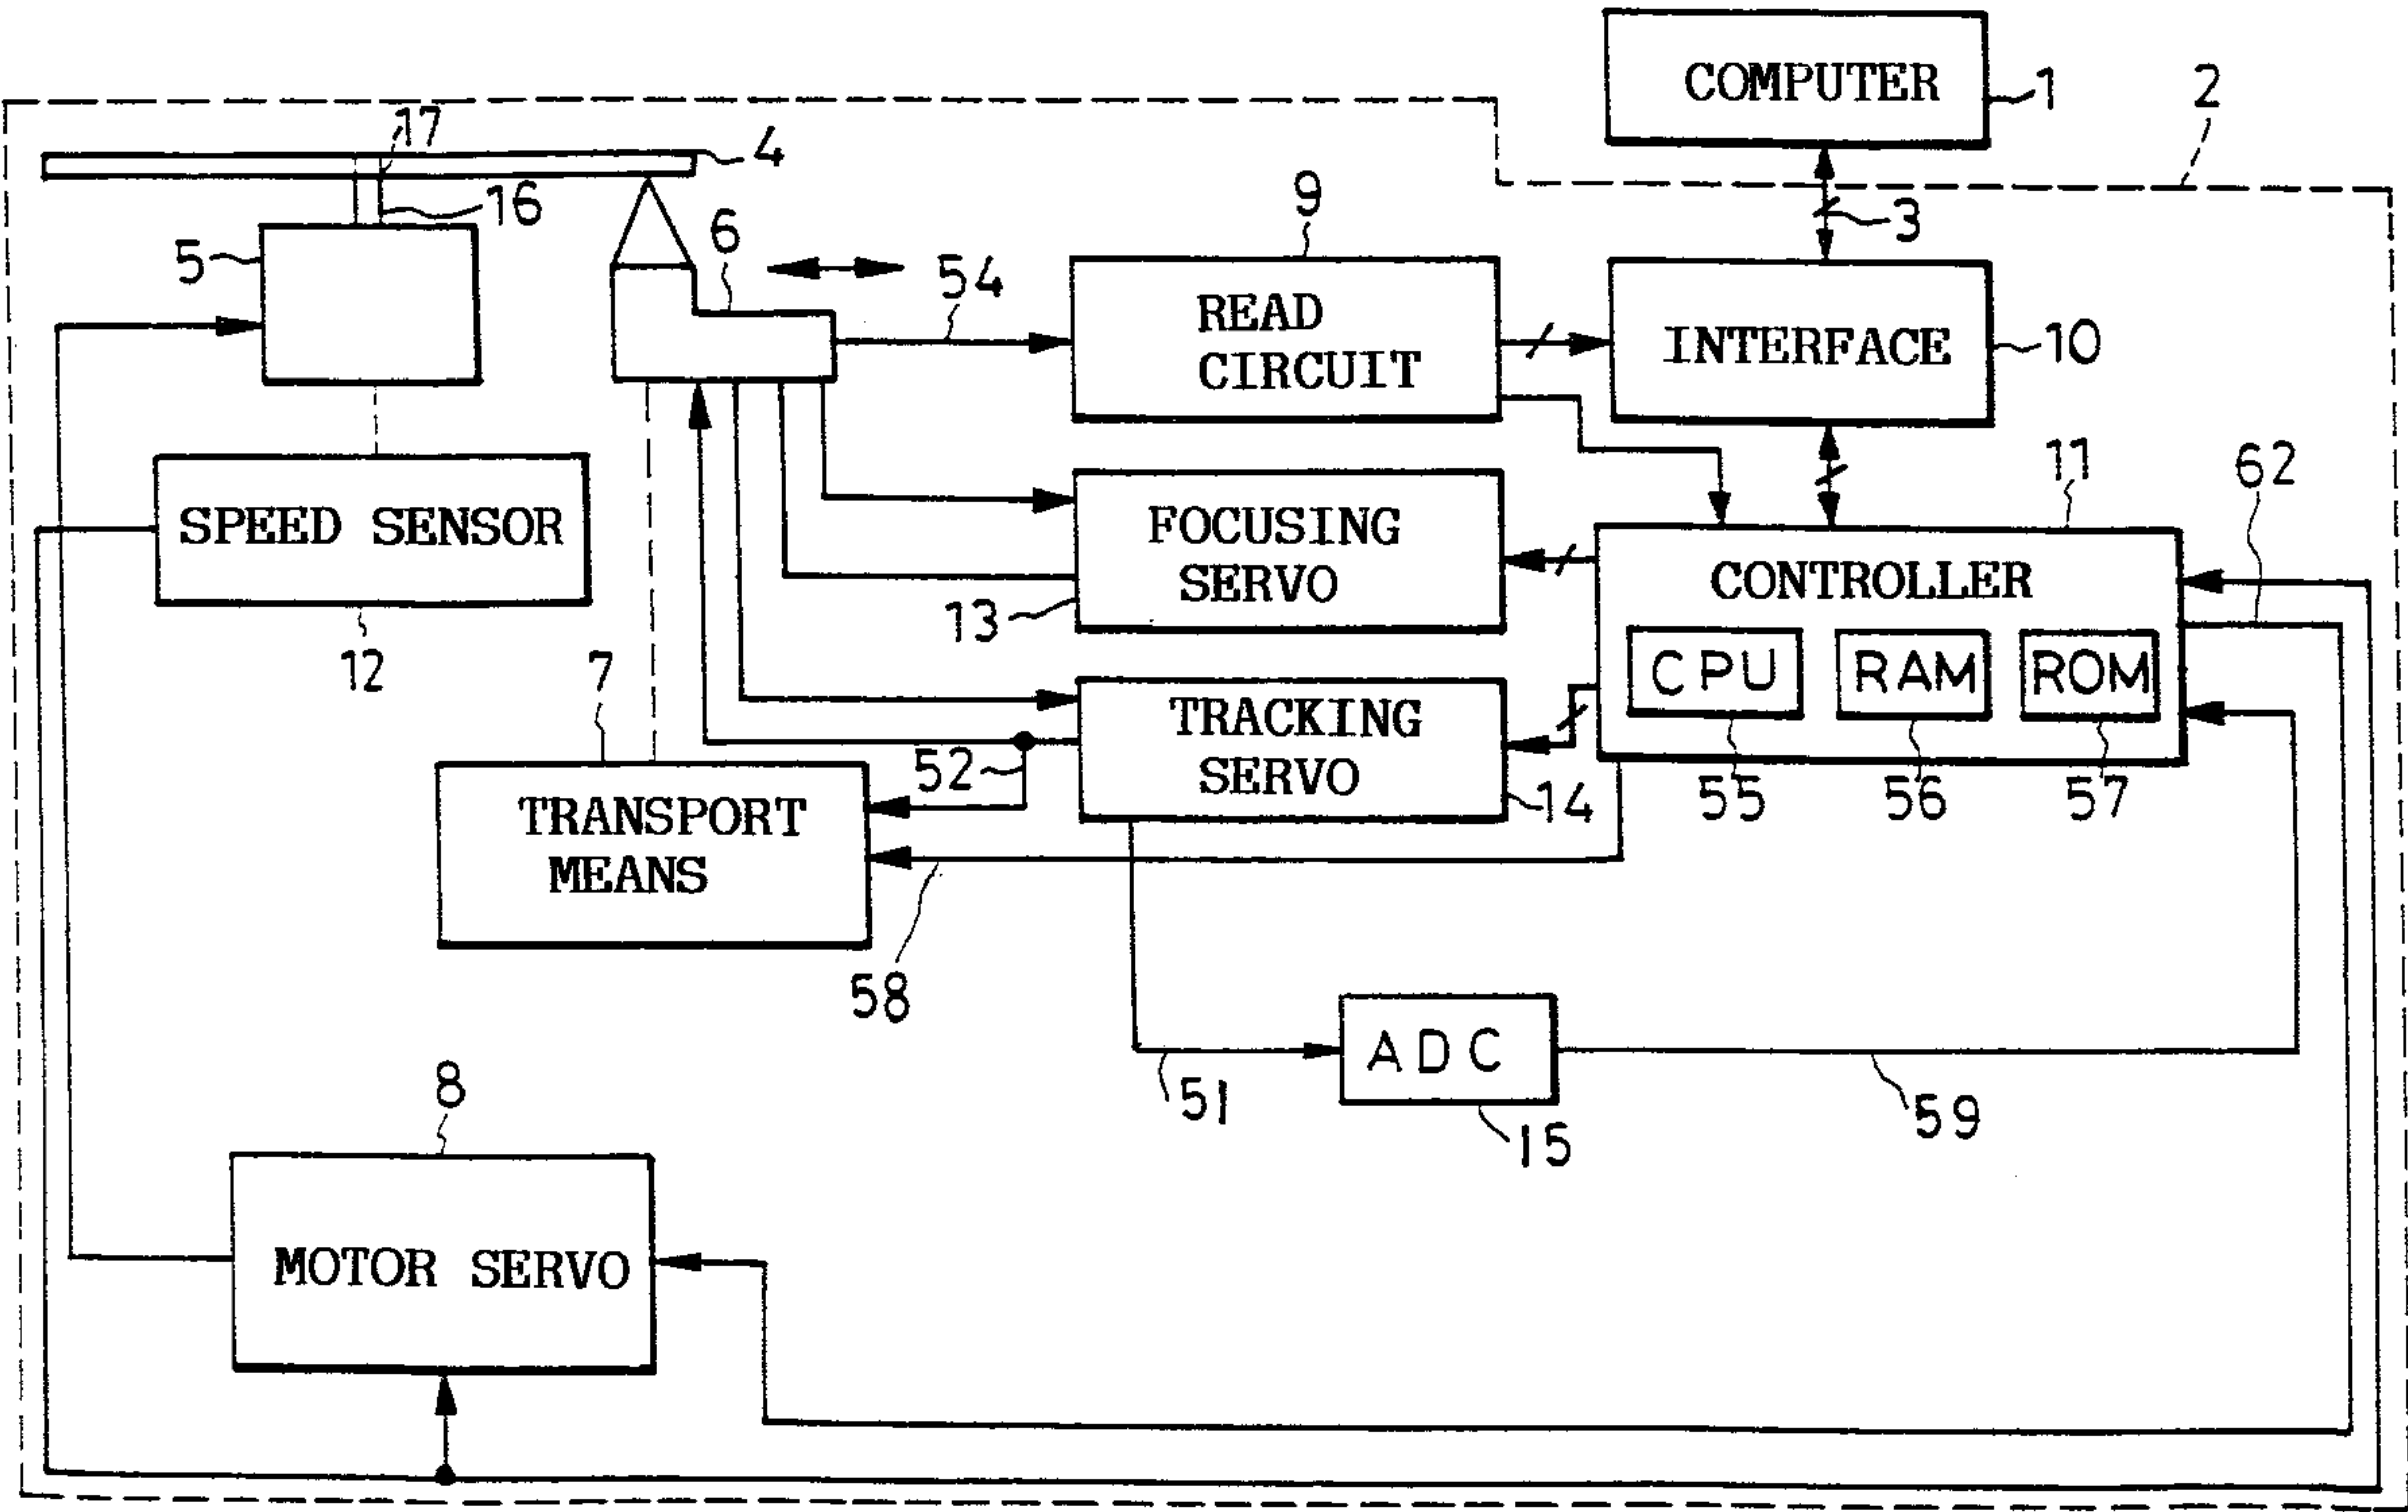 COMPUTER
1
2
17
4
16
3
9
6
5
54
READ
CIRCUIT
INTERFACE
10
11
62
SPEED SENSOR
FOCUSING
SERVO
CONTROLLER
13
12
7
CPU
RAM
ROM
TRACKING
SERVO
52
14
55
56
57
TRANSPORT
MEANS
58
ADC
51
59
15
8
MOTOR SERVO